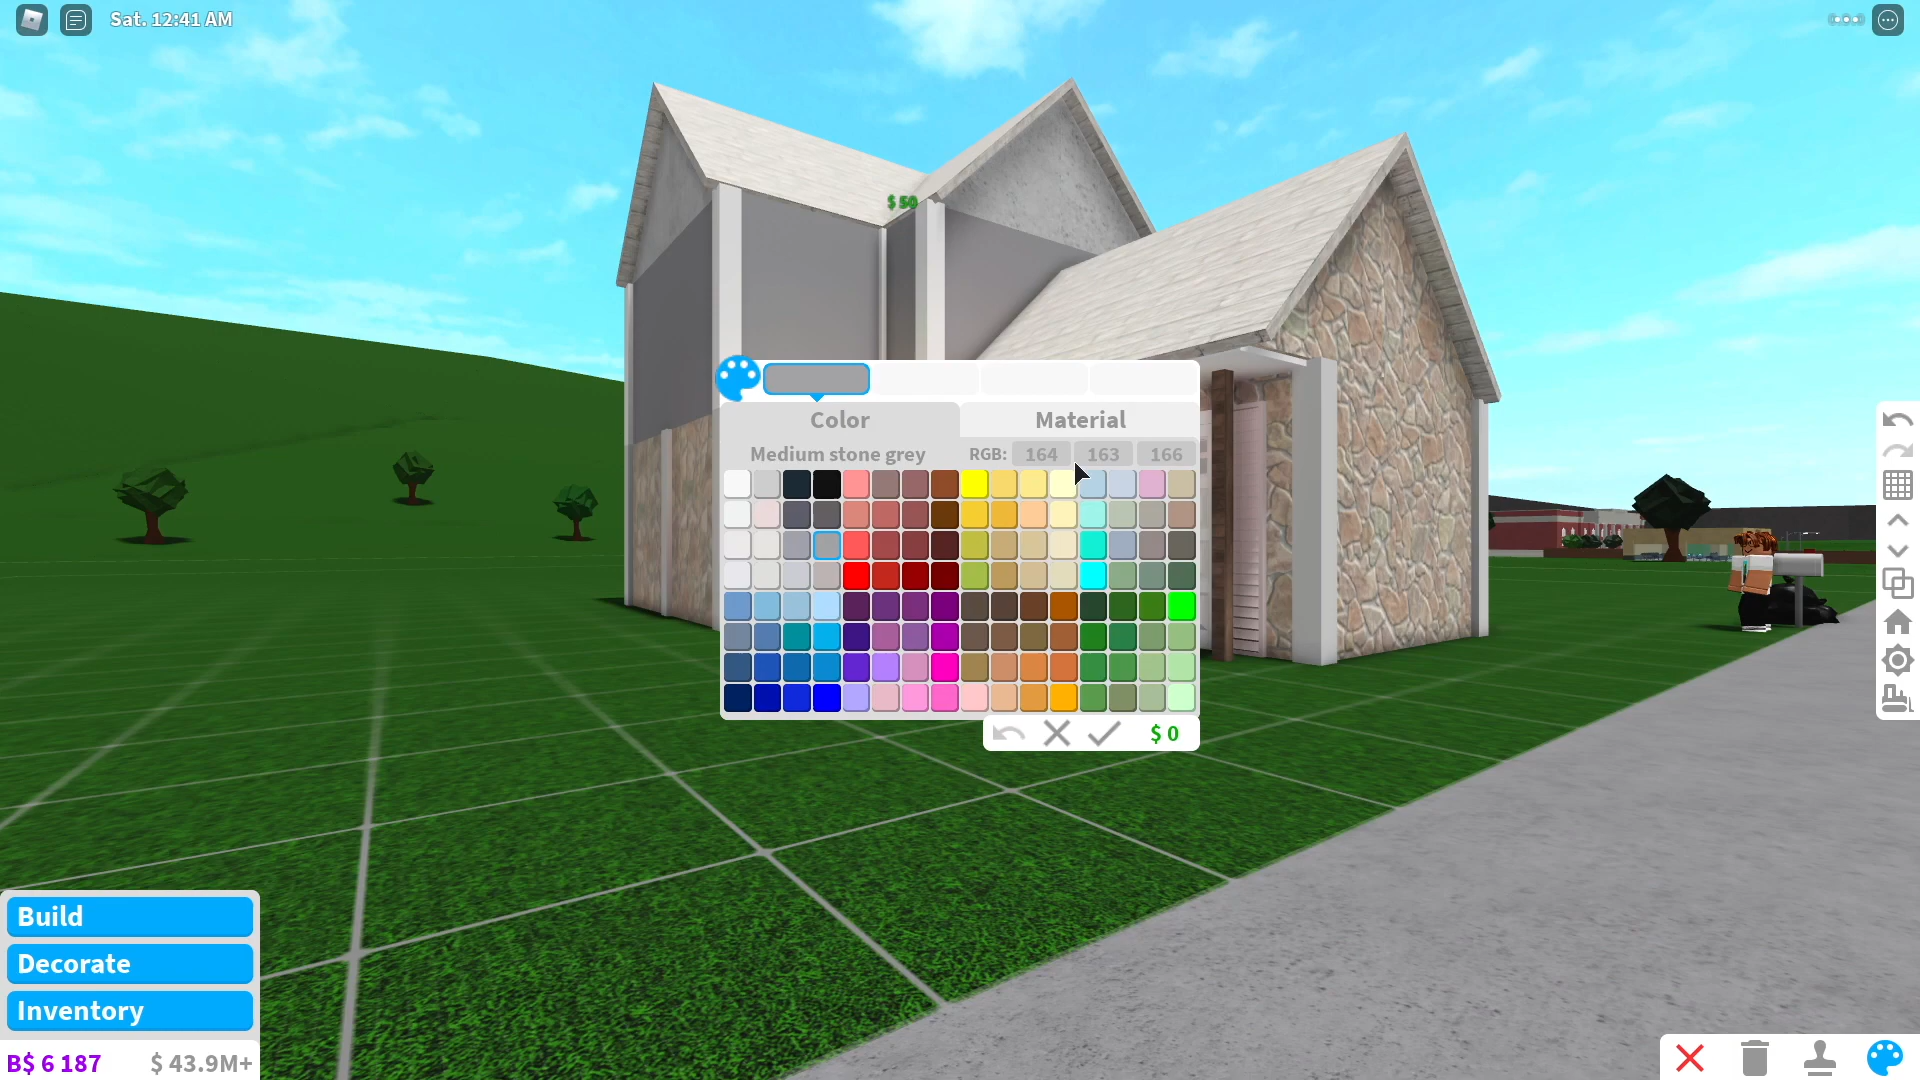 Sat. 12:41 AM
$ 50
Color
Material
Medium stone grey
RGB: 164 163 166
$ 0
Build
Decorate
Inventory
B$ 6 187
$ 43.9M+